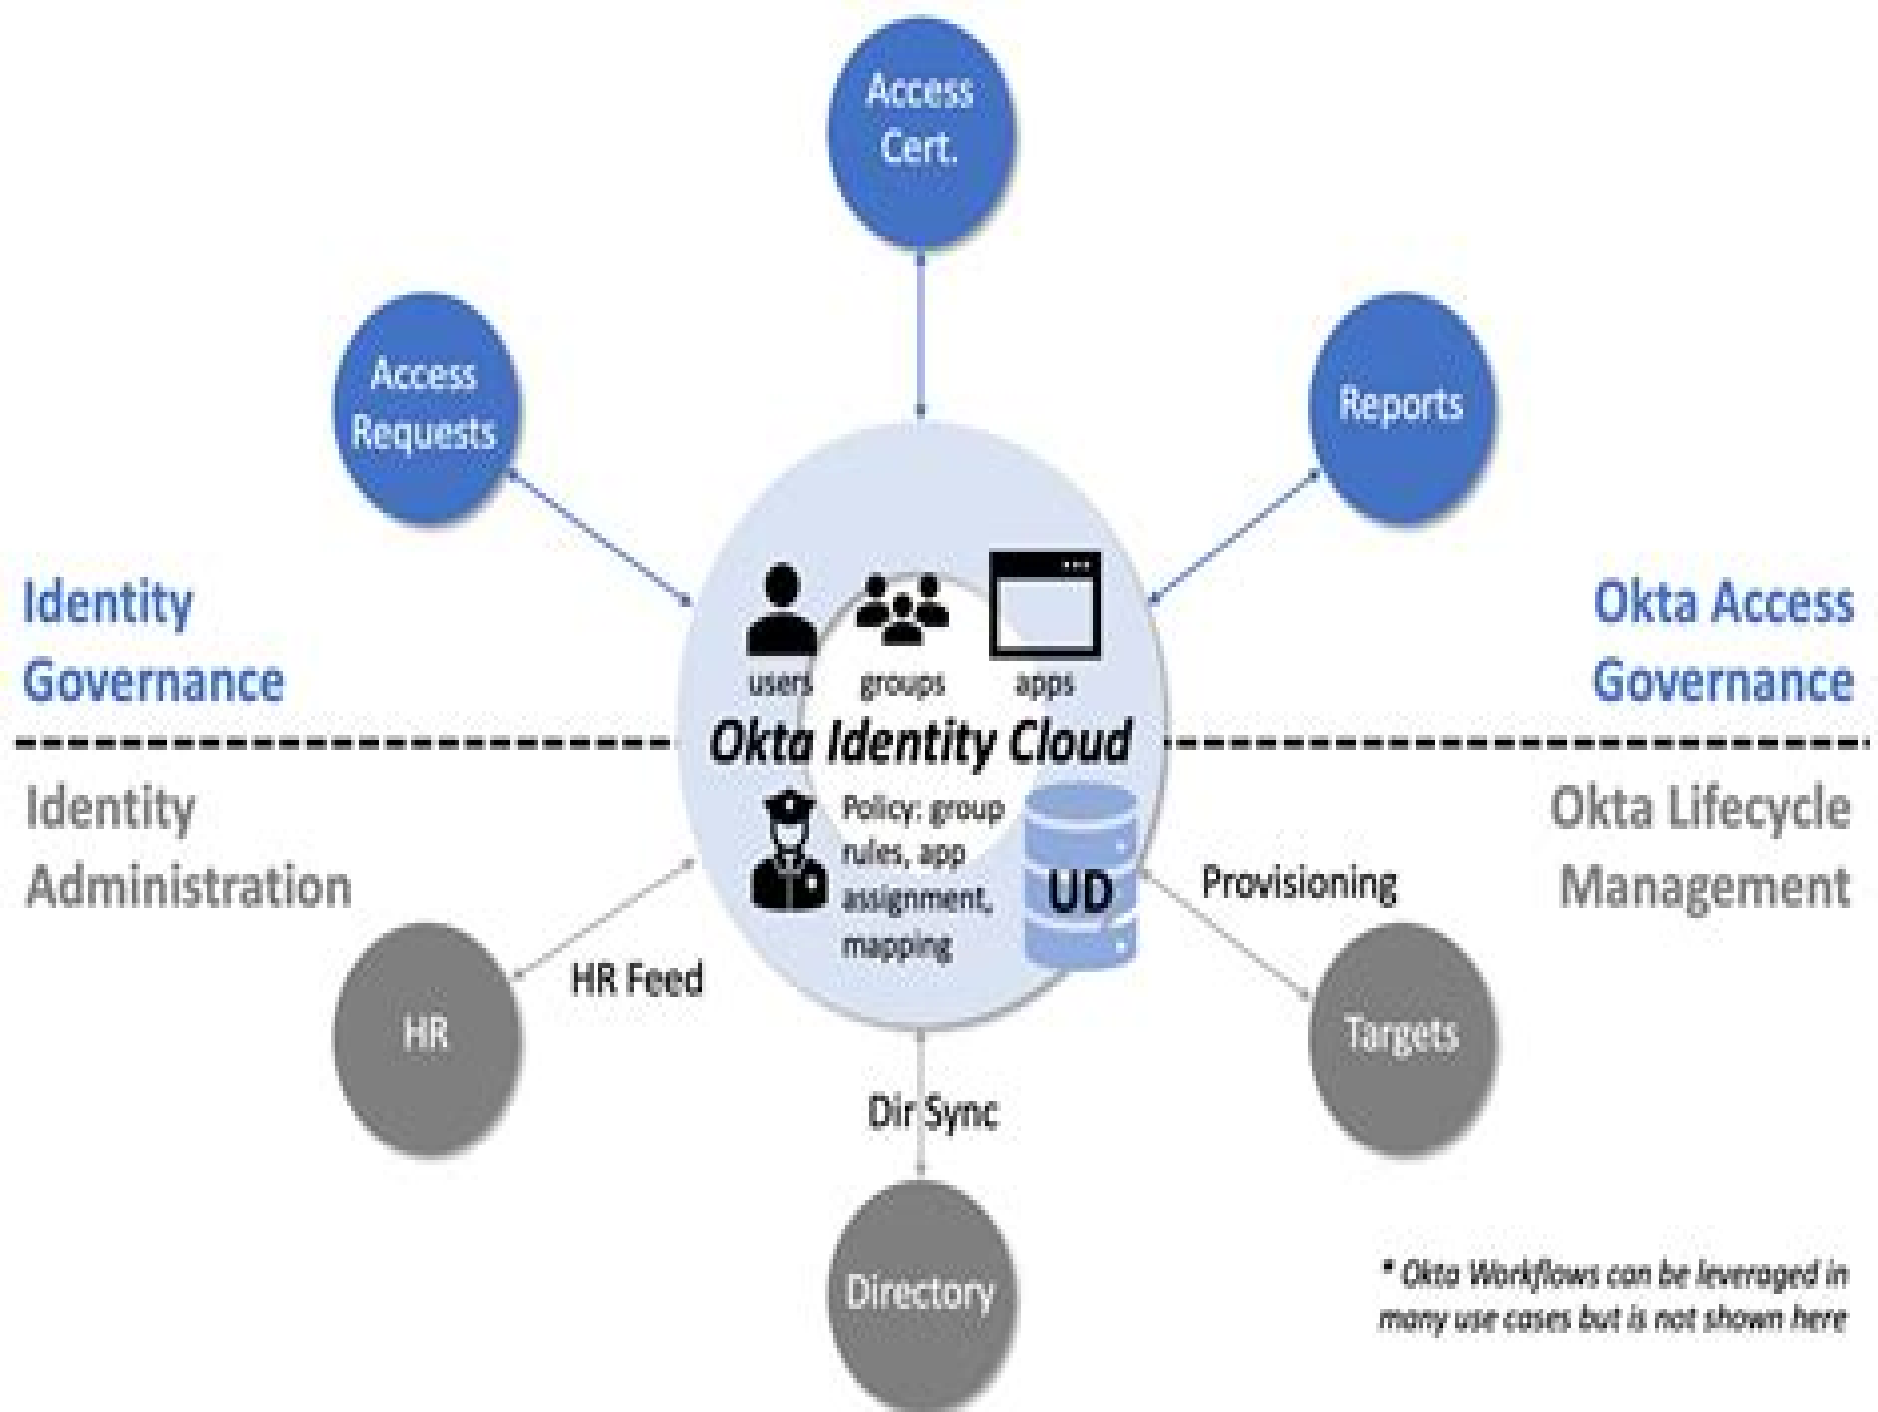 Access
Cert.
Access
Requests
Reports
Identity
Governance
Okta Access
Governance
users
groups
apps
Okta Identity Cloud
Identity
Administration
Okta Lifecycle
Management
Policy: group
rules, app
assignment,
mapping
UD
Provisioning
HR Feed
HR
Targets
Dir Sync
Directory
* Okta Workflows can be leveraged in
many use cases but is not shown here